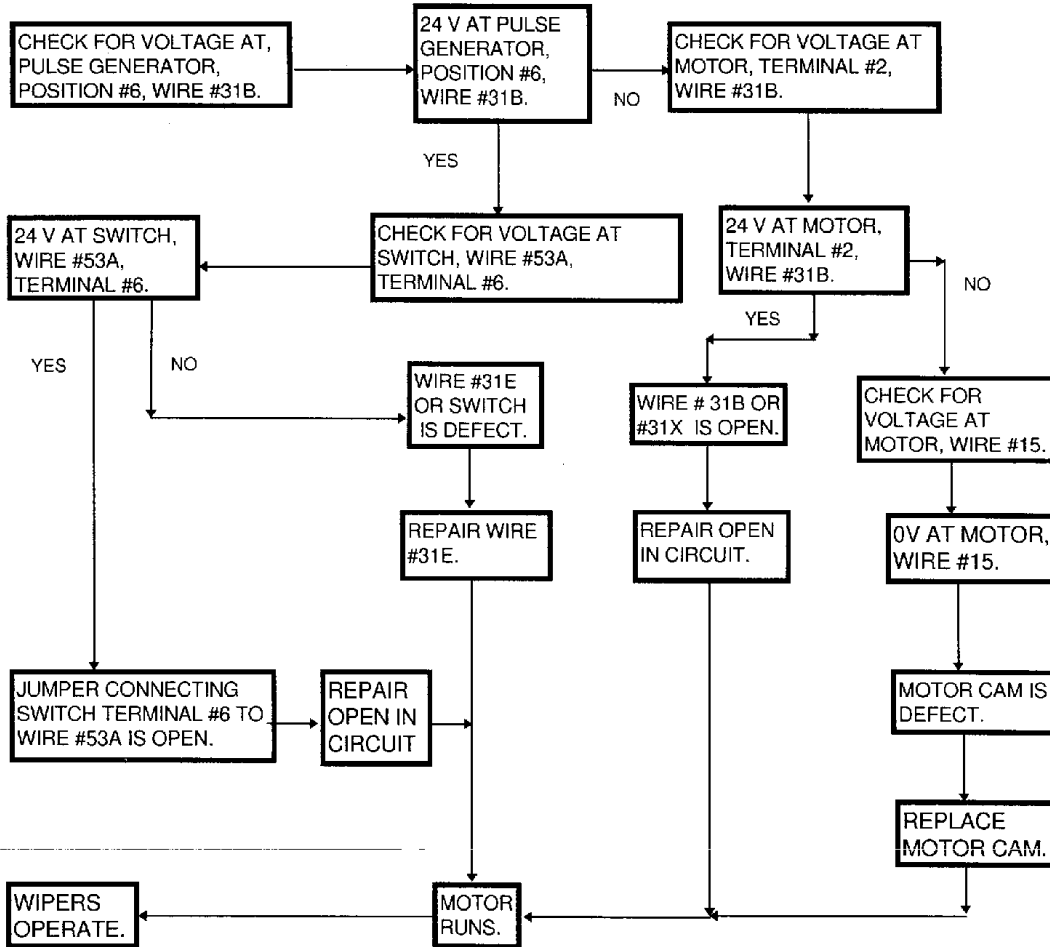 CHECK FOR VOLTAGE AT,
PULSE GENERATOR,
POSITION #6, WIRE #31B.
24 V AT PULSE
GENERATOR,
POSITION #6,
WIRE #31B.
NO
CHECK FOR VOLTAGE AT
MOTOR, TERMINAL #2,
WIRE #31B.
YES
24 V AT SWITCH,
WIRE #53A,
TERMINAL #6.
CHECK FOR VOLTAGE AT
SWITCH, WIRE #53A,
TERMINAL #6.
24 V AT MOTOR,
TERMINAL #2,
WIRE #31B.
NO
YES
YES
NO
WIRE #31E
OR SWITCH
IS DEFECT.
WIRE # 31B OR
#31X IS OPEN.
CHECK FOR
VOLTAGE AT
MOTOR, WIRE #15.
REPAIR WIRE
#31E.
REPAIR OPEN
IN CIRCUIT.
0V AT MOTOR,
WIRE #15.
JUMPER CONNECTING
SWITCH TERMINAL #6 TO
WIRE #53A IS OPEN.
REPAIR
OPEN IN
CIRCUIT
MOTOR CAM IS
DEFECT.
REPLACE
MOTOR CAM.
WIPERS
OPERATE.
MOTOR
RUNS.